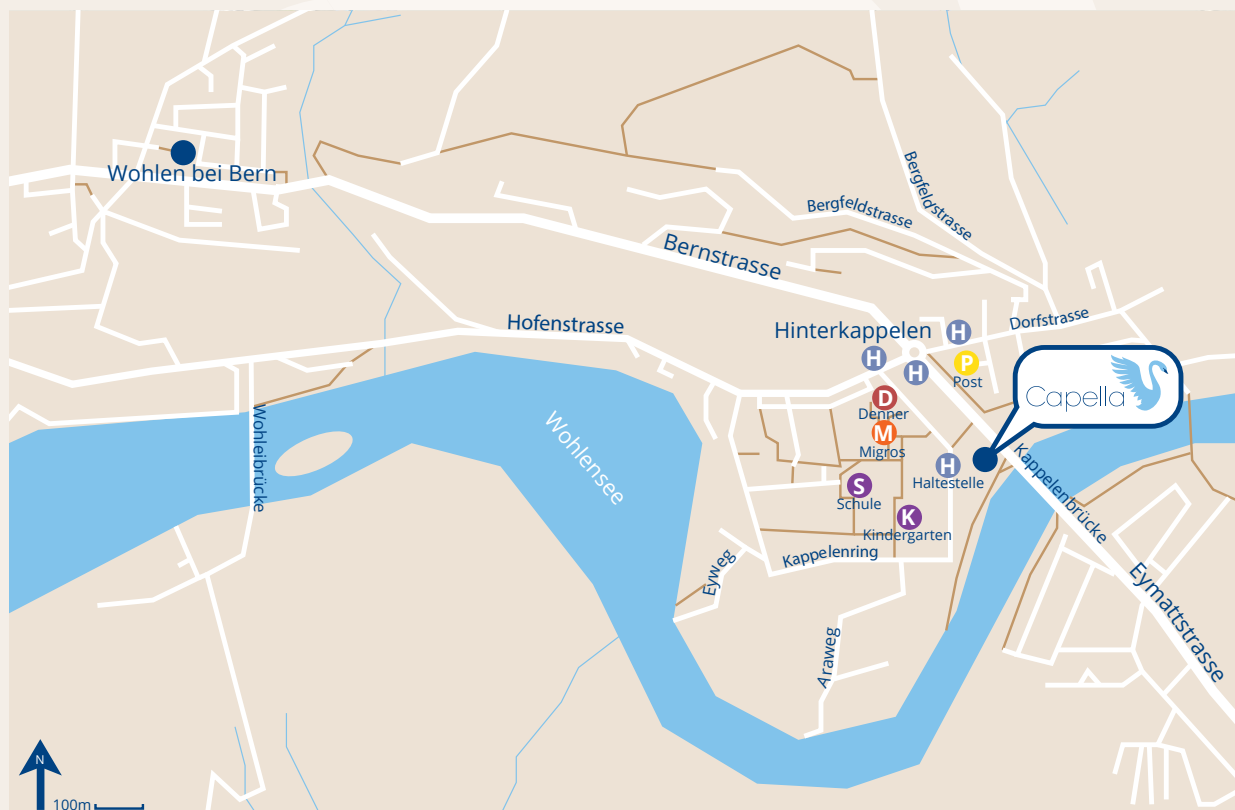 Wohlen bei Bern
Bergfeldstrasse
Bergfeldstrasse
Bernstrasse
Hofenstrasse
Hinterkappelen
H
Dorfstrasse
H
H
P
Post
Capella
D
Denner
M
Migros
Wohleibrücke
Wohlensee
H
Haltestelle
Kappelenbrücke
S
Schule
K
Kindergarten
Kappelenring
Eyweg
Eymattstrasse
Araweg
N
100m